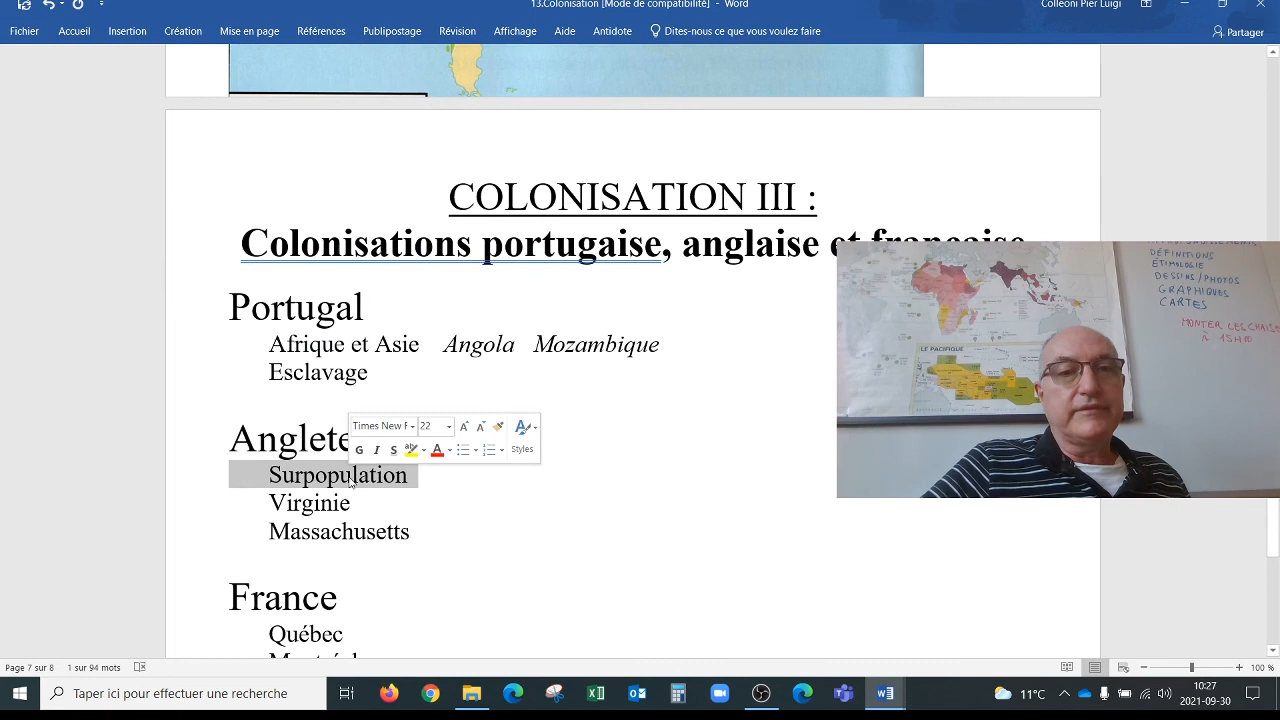 13.Colonisation [Mode de compatibilité] - Word
Colleoni Pier Luigi
Fichier Accueil Insertion Création Mise en page Références Publipostage Révision Affichage Aide Antidote Dites-nous ce que vous voulez faire Partager
COLONISATION III :
Colonisations portugaise, anglaise et française
Portugal
Afrique et Asie Angola Mozambique
Esclavage
Anglete
Times New F 22
G I S ab A Styles
Surpopulation
Virginie
Massachusetts
France
Québec
DÉFINITIONS
ÉTIMOLOGIE
DESSINS/PHOTOS
GRAPHIQUES
CARTES
MONTER LES CHAISE
À 15H10
LE PACIFIQUE
Page 7 sur 8 1 sur 94 mots 100 %
Taper ici pour effectuer une recherche
11°C
10:27
2021-09-30